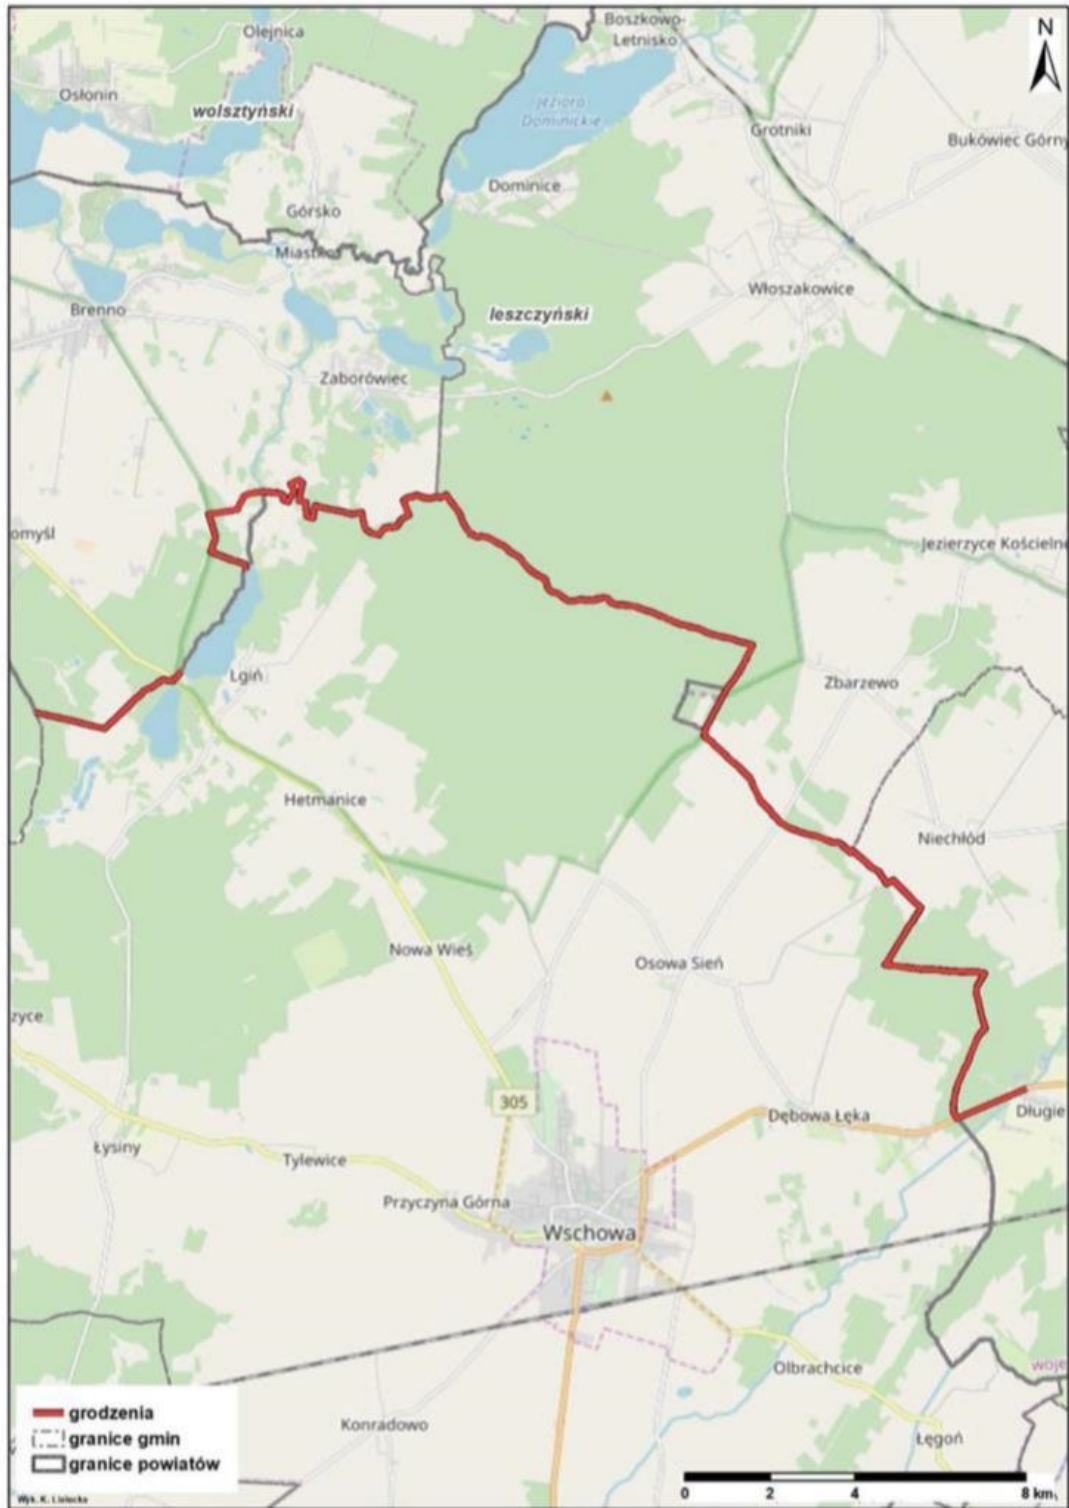 Boszkowo-
Letnisko
N
Olejnica
Osłonin
wolsztyński
Jezioro
Dominickie
Grotniki
Bukówiec Górny
Dominice
Górsko
Miastko
Włoszakowice
Brenno
leszczyński
Zaborówiec
omyśl
Jezierzyce Kościelne
Lgiń
Zbarzewo
Hetmanice
Niechłód
Nowa Wieś
Osowa Sień
zyce
305
Dębowa Łęka
Długie
Łysiny
Tylewice
Przyczyna Górna
Wschowa
Olbrachcice
woje
Konradowo
Łęgoń
grodzenia
granice gmin
granice powiatów
0 2 4 8 km